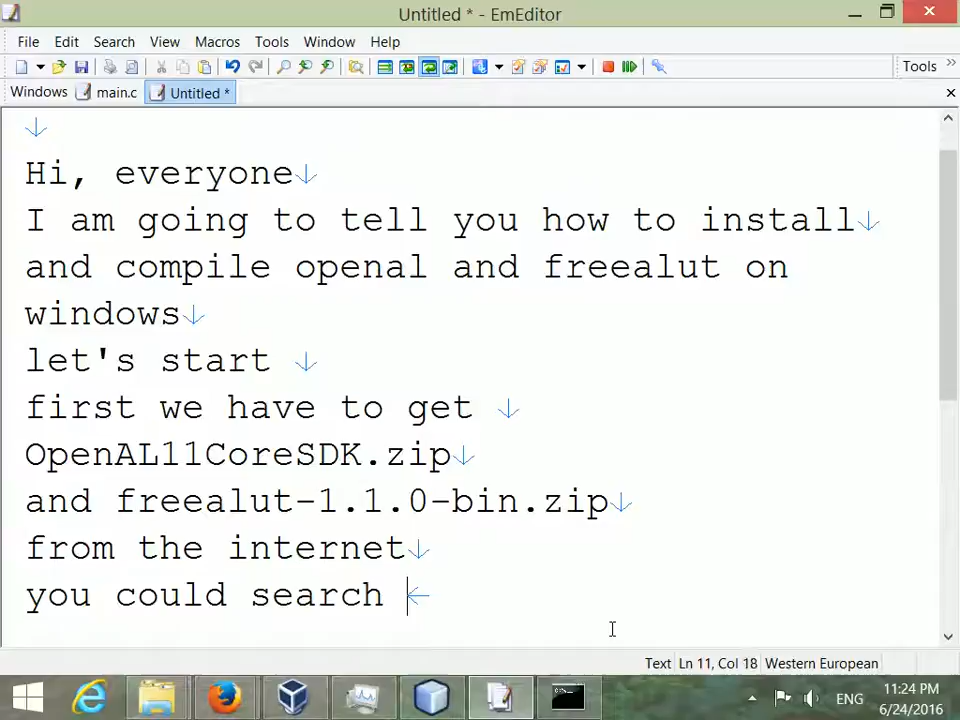 Untitled * - EmEditor
File Edit Search View Macros Tools Window Help
Tools
Windows main.c Untitled *
Hi, everyone
I am going to tell you how to install
and compile openal and freealut on
windows
let's start
first we have to get
OpenAL11CoreSDK.zip
and freealut-1.1.0-bin.zip
from the internet
you could search
Text Ln 11, Col 18 Western European
ENG
11:24 PM
6/24/2016